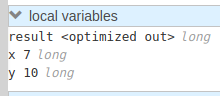 local variables
result <optimized out> long
x 7 long
y 10 long